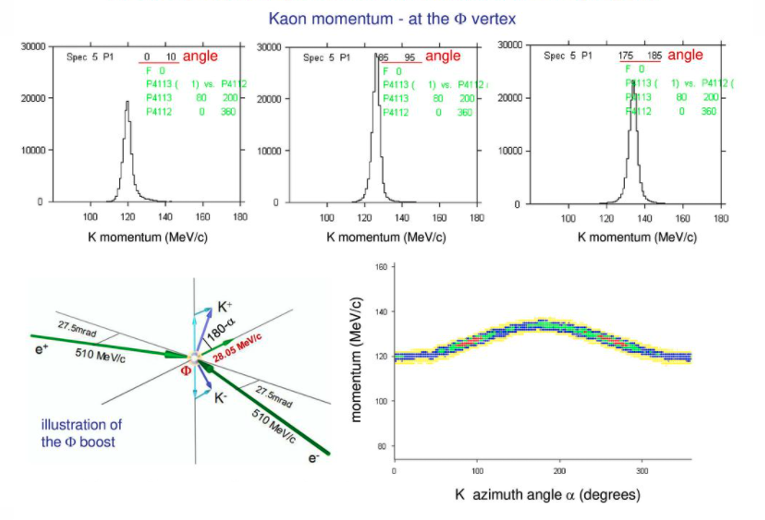 Kaon momentum - at the Φ vertex
30000
20000
10000
0
Spec 5 P1 0 10 angle
F 0
P4113 ( 1) vs. P4112
P4113 80 200
P4112 0 360
100 120 140 160 180
K momentum (MeV/c)
30000
20000
10000
0
Spec 5 P1 85 95 angle
F 0
P4113 ( 1) vs. P4112 (
P4113 80 200
P4112 0 360
100 120 140 160 180
K momentum (MeV/c)
30000
20000
10000
0
Spec 5 P1 175 185 angle
F 0
P4113 ( 1) vs. P4112 (
P4113 80 200
P4112 0 360
100 120 140 160 180
K momentum (MeV/c)
27.5mrad
e+
510 MeV/c
K+
180-α
28.05 MeV/c
Φ
K-
27.5mrad
510 MeV/c
e-
illustration of
the Φ boost
momentum (MeV/c)
160
140
120
100
80
0 100 200 300
K azimuth angle α (degrees)